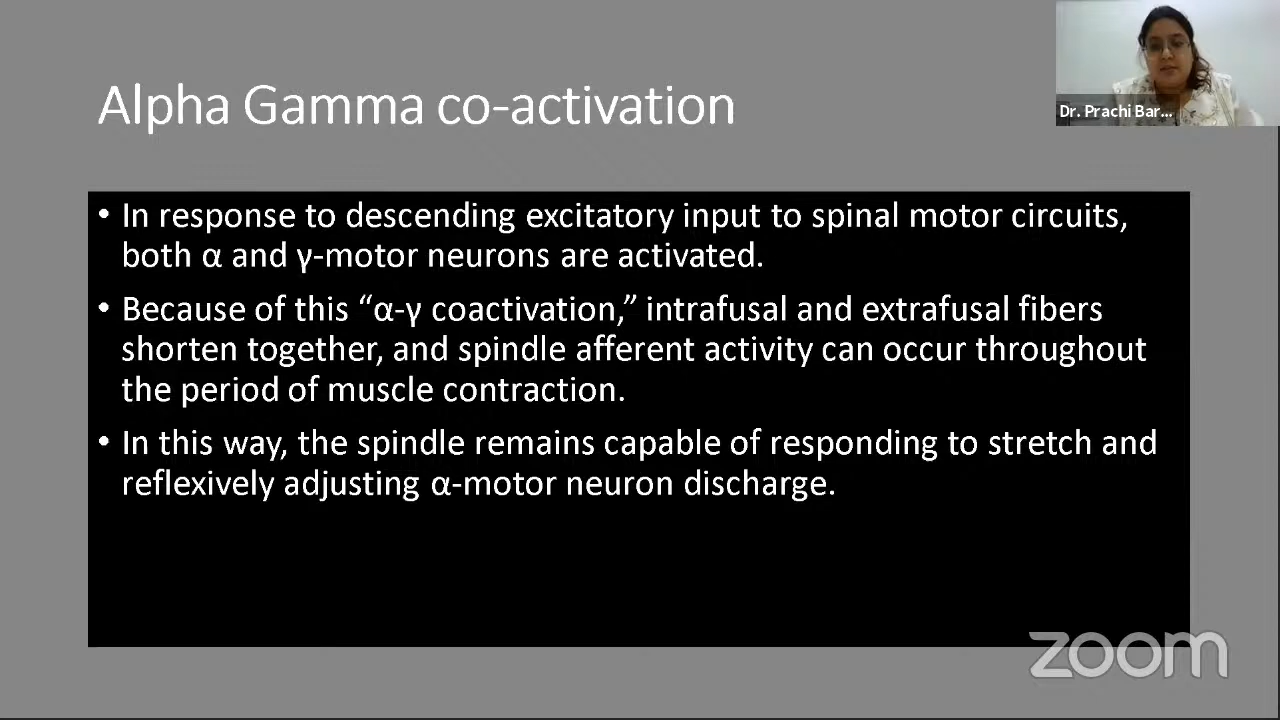 Alpha Gamma co-activation
Dr. Prachi Bar...
• In response to descending excitatory input to spinal motor circuits,
both α and γ-motor neurons are activated.
• Because of this “α-γ coactivation,” intrafusal and extrafusal fibers
shorten together, and spindle afferent activity can occur throughout
the period of muscle contraction.
• In this way, the spindle remains capable of responding to stretch and
reflexively adjusting α-motor neuron discharge.
zoom